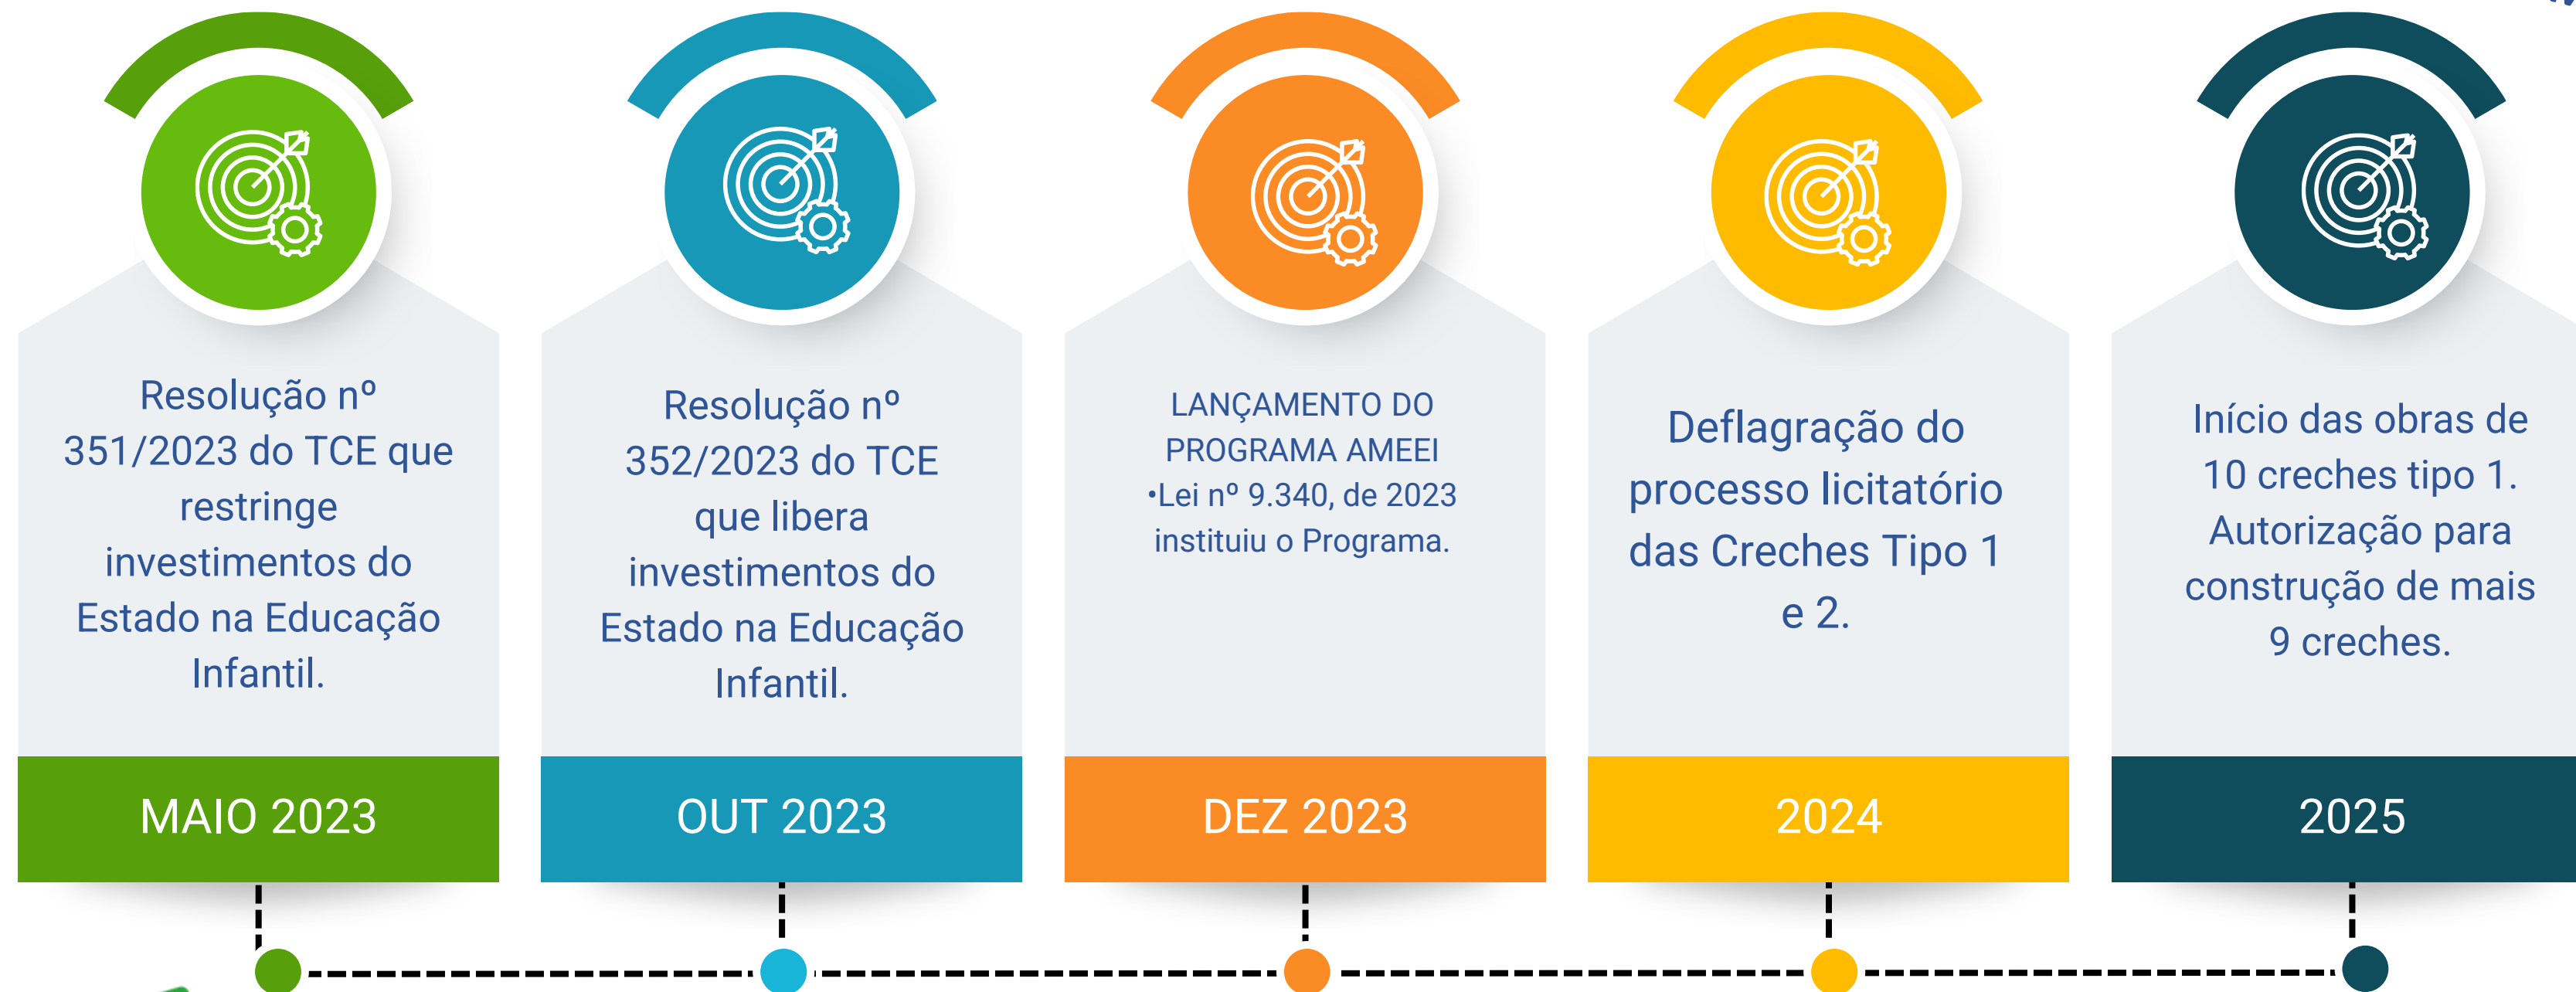 Resolução nº
351/2023 do TCE que
restringe
investimentos do
Estado na Educação
Infantil.
MAIO 2023
Resolução nº
352/2023 do TCE
que libera
investimentos do
Estado na Educação
Infantil.
OUT 2023
LANÇAMENTO DO
PROGRAMA AMEEI
•Lei nº 9.340, de 2023
instituiu o Programa.
DEZ 2023
Deflagração do
processo licitatório
das Creches Tipo 1
e 2.
2024
Início das obras de
10 creches tipo 1.
Autorização para
construção de mais
9 creches.
2025